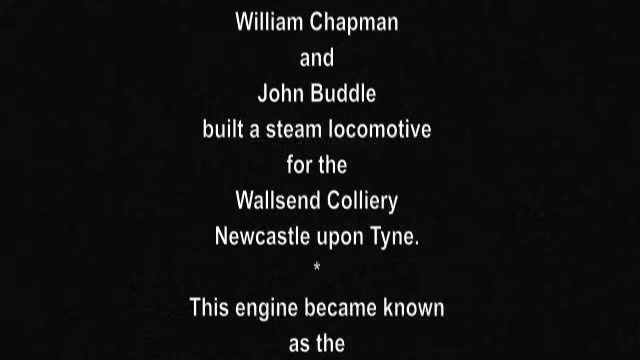 William Chapman
and
John Buddle
built a steam locomotive
for the
Wallsend Colliery
Newcastle upon Tyne.
*
This engine became known
as the